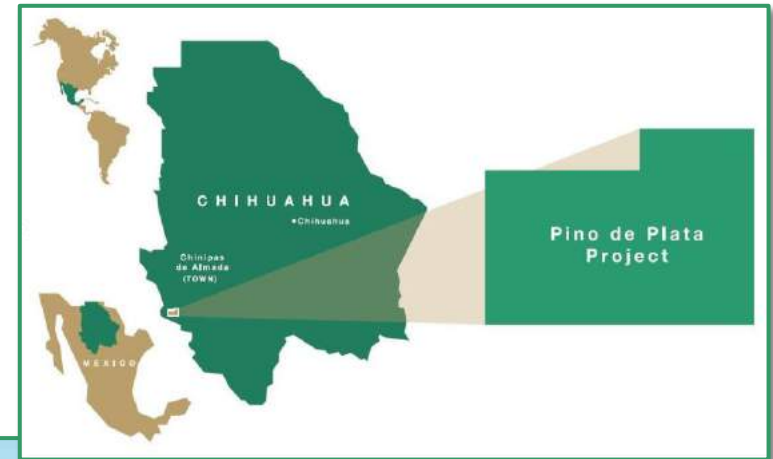 CHIHUAHUA
Chihuahua
Chinipas
de Almada
(TOWN)
Pino de Plata
Project
MEXICO